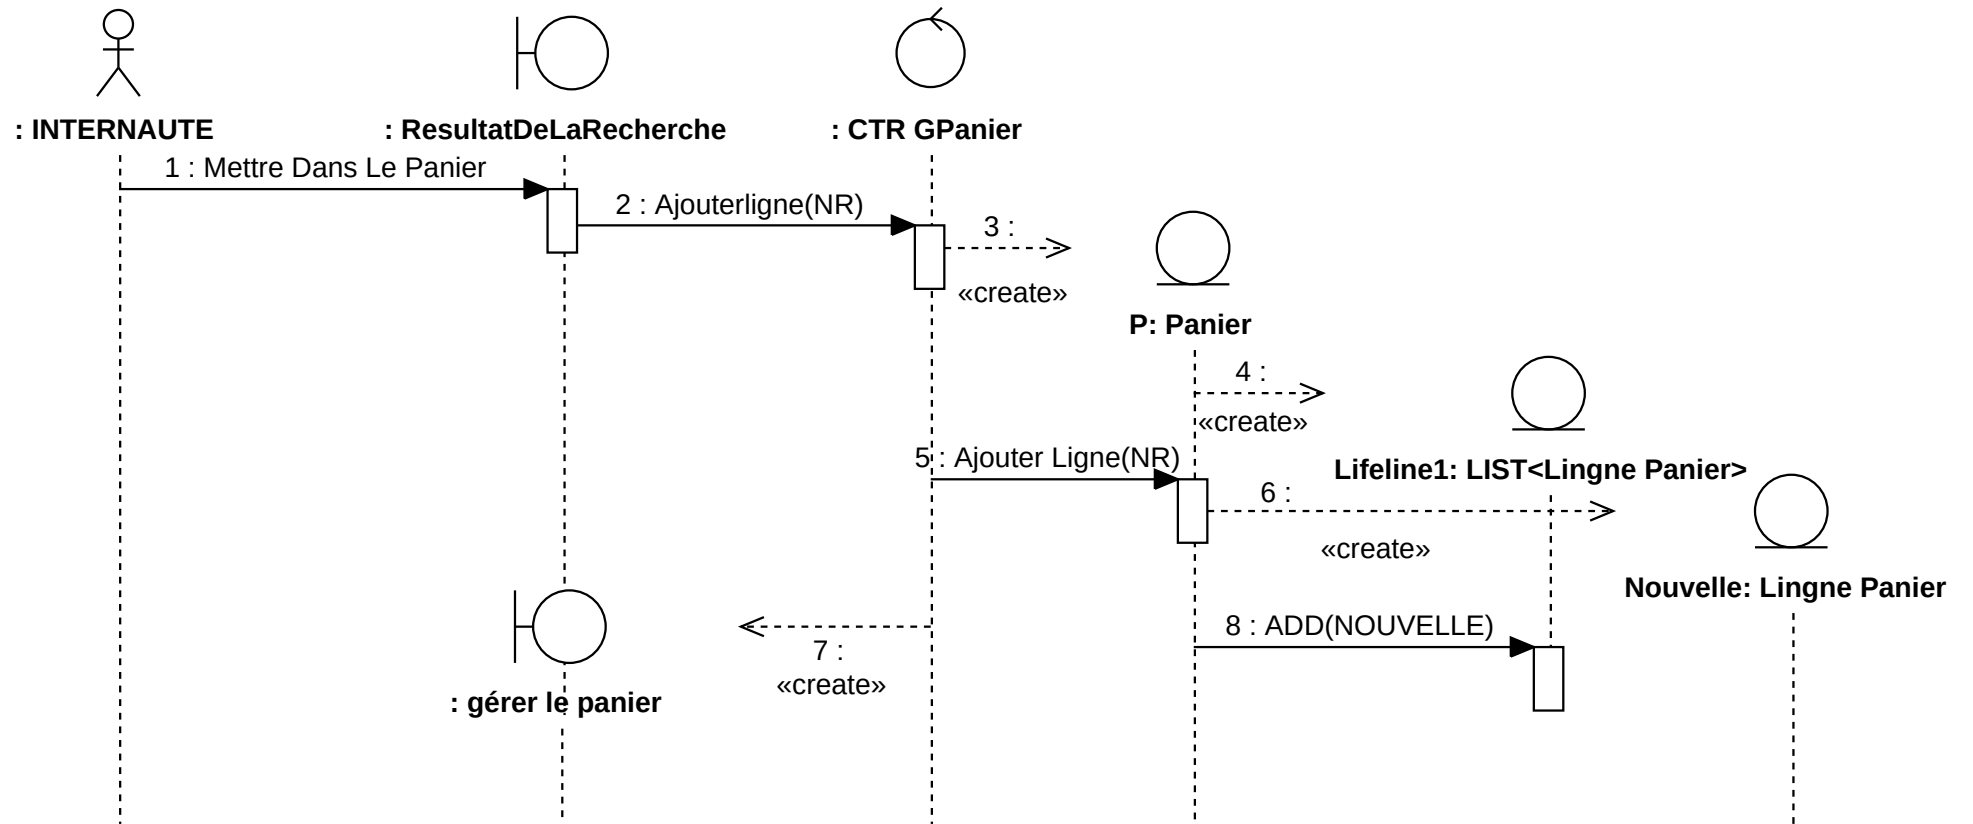 : INTERNAUTE
: ResultatDeLaRecherche
: CTR GPanier
1 : Mettre Dans Le Panier
2 : Ajouterligne(NR)
3 :
«create»
P: Panier
4 :
«create»
5 : Ajouter Ligne(NR)
Lifeline1: LIST<Lingne Panier>
6 :
«create»
Nouvelle: Lingne Panier
8 : ADD(NOUVELLE)
7 :
«create»
: gérer le panier